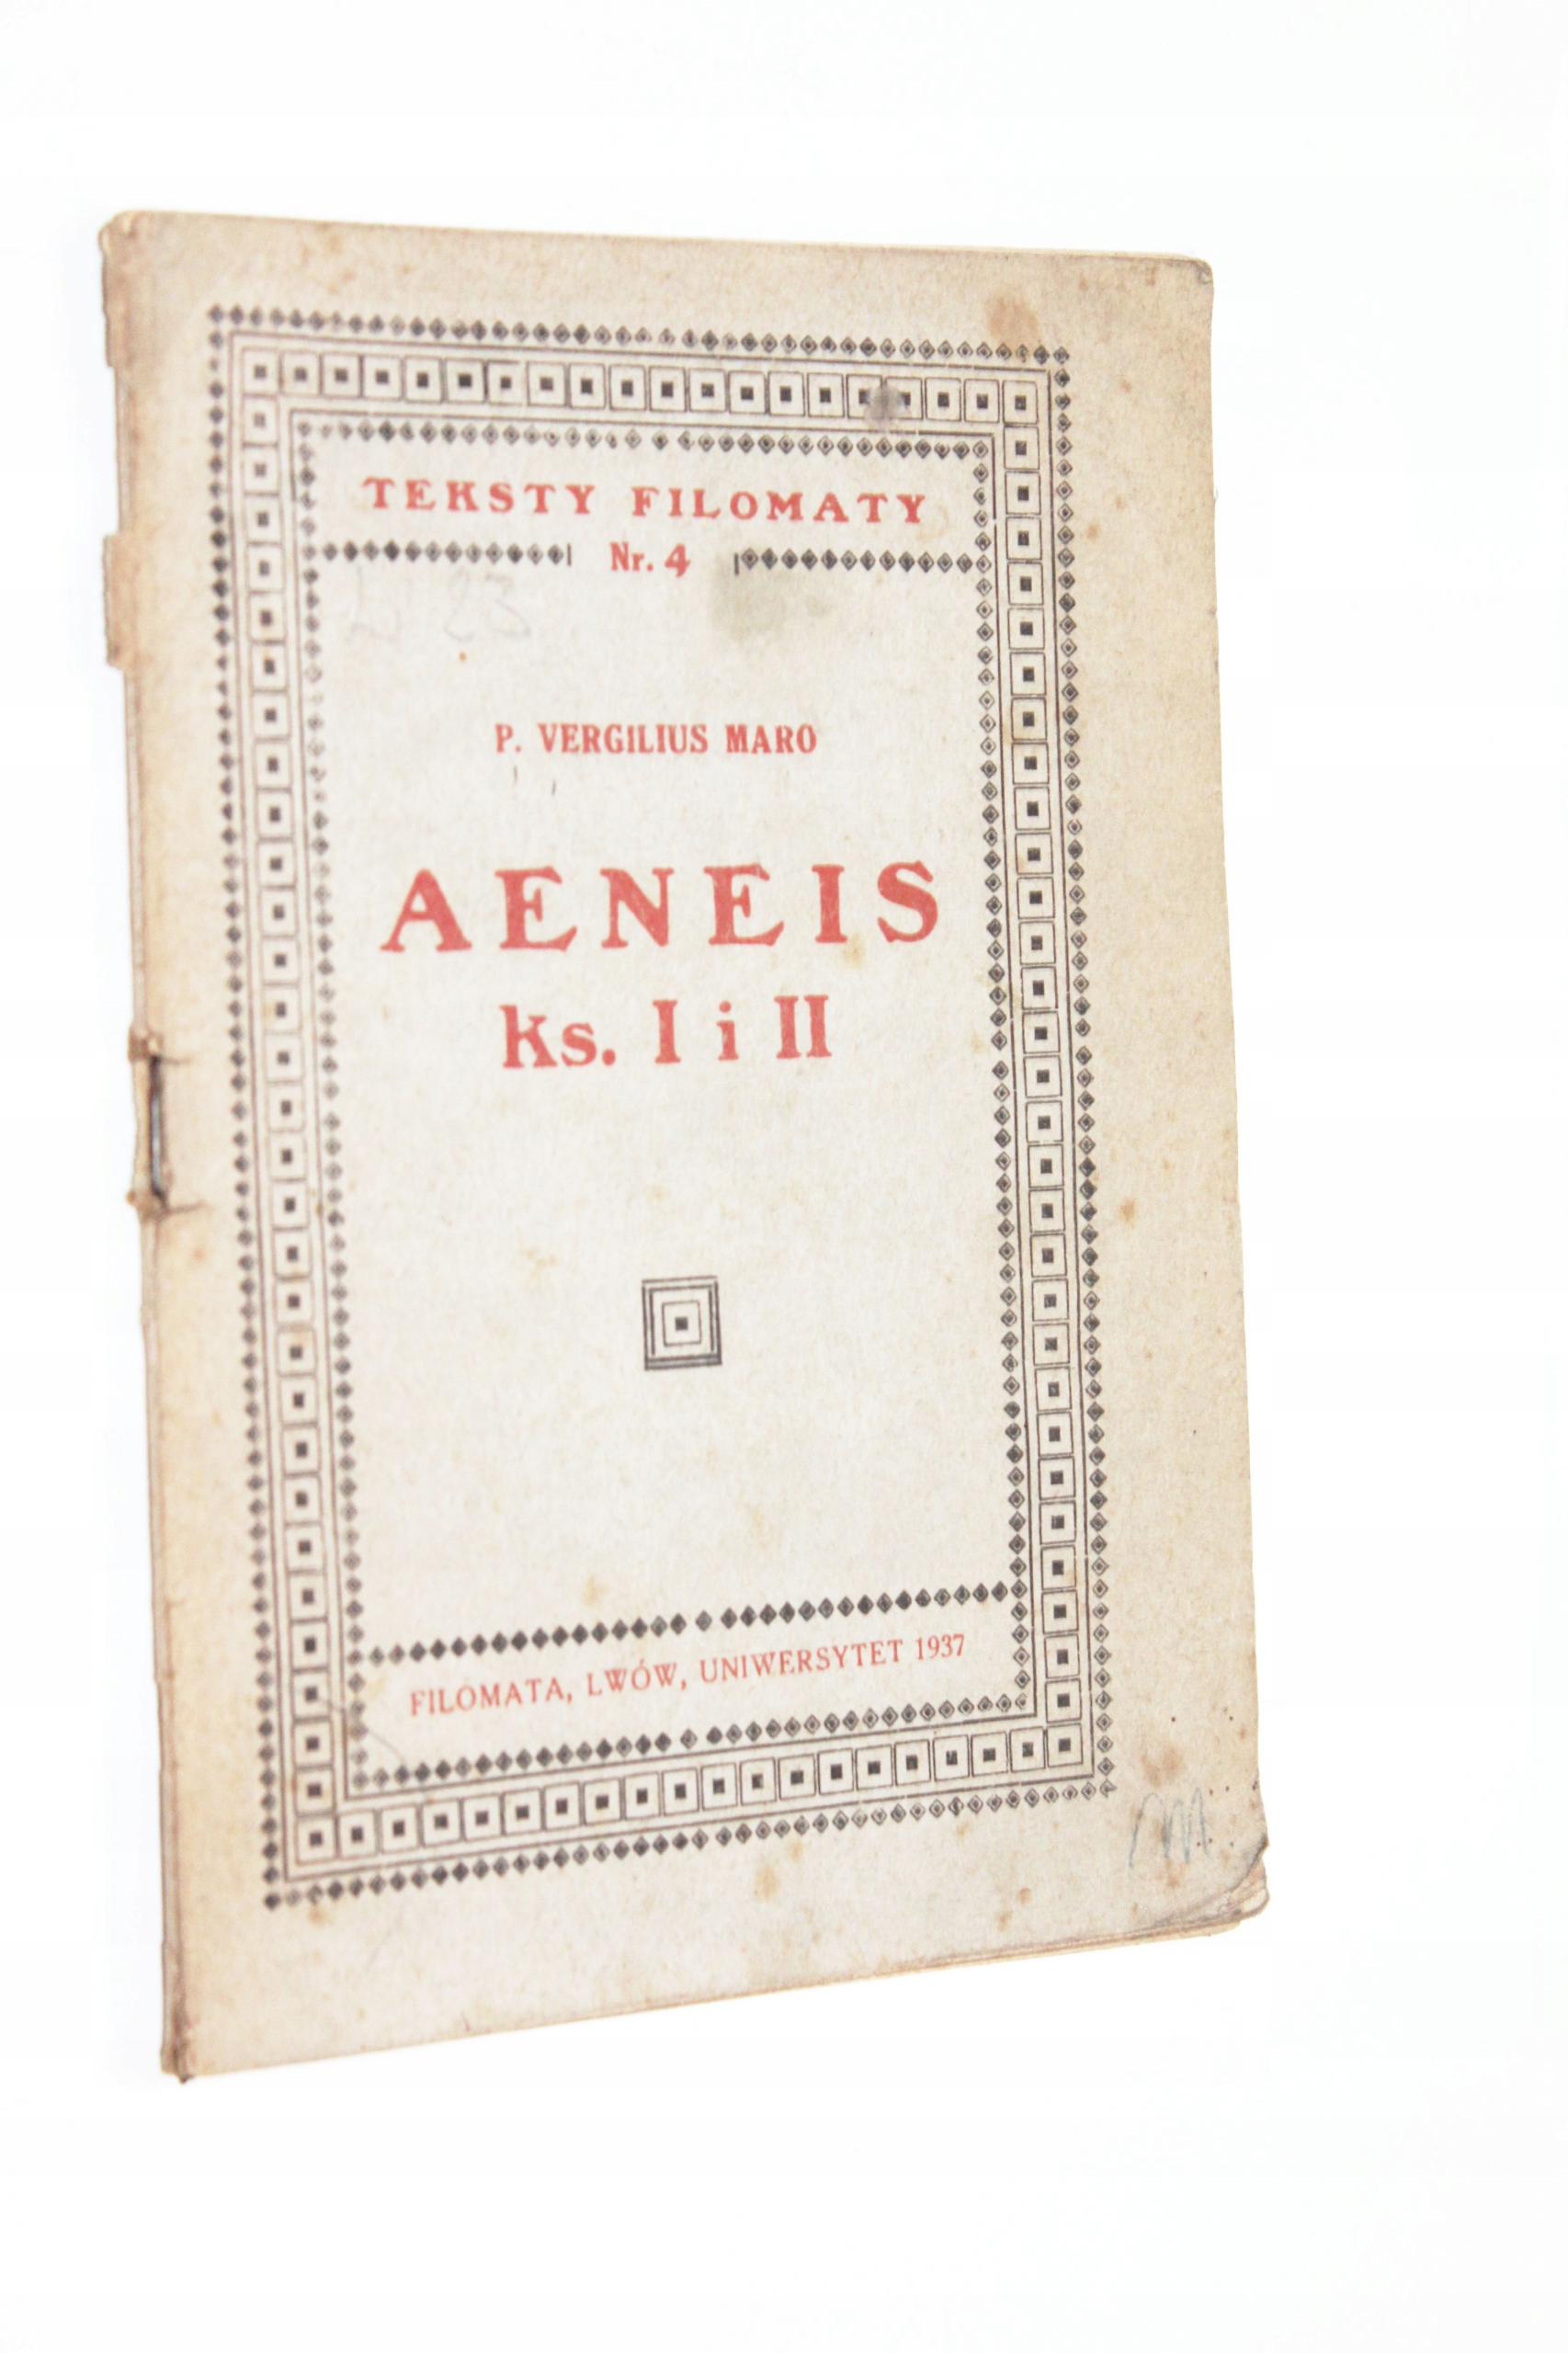 TEKSTY FILOMATY
Nr. 4
P. VERGILIUS MARO
AENEIS
ks. I i II
FILOMATA, LWÓW, UNIWERSYTET 1937